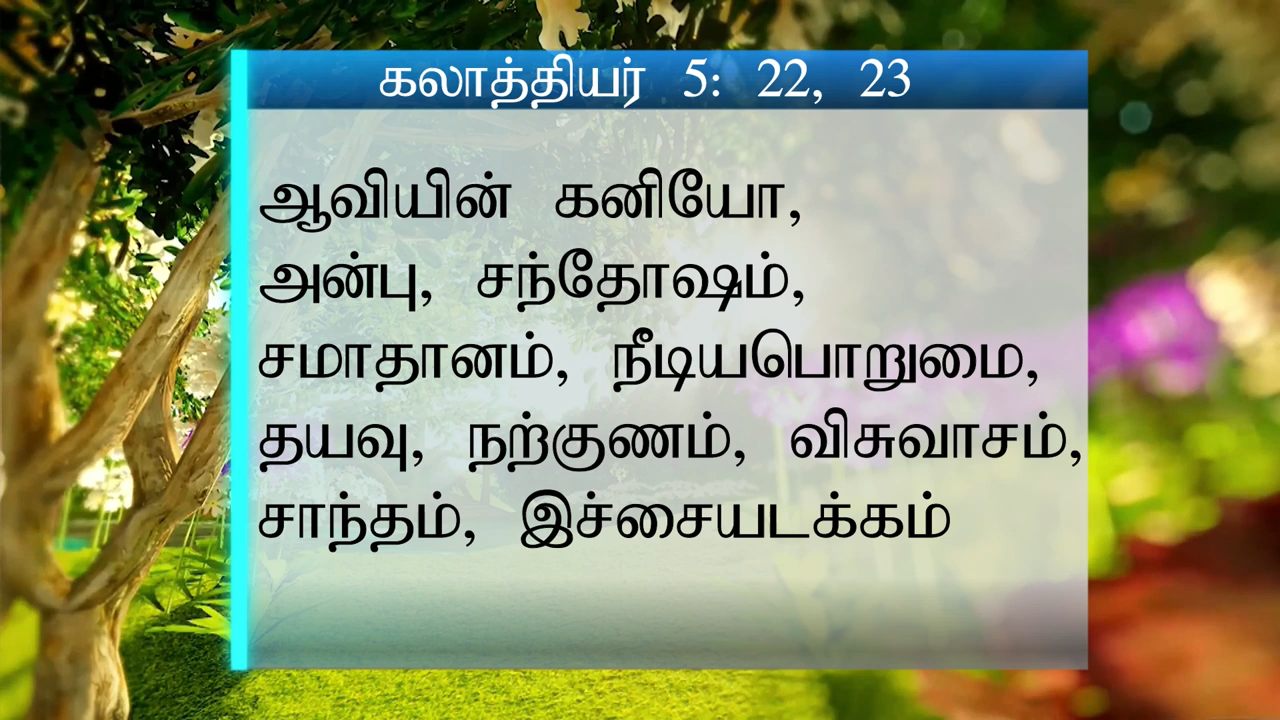 கலாத்தியர் 5: 22, 23
ஆவியின் கனியோ,
அன்பு, சந்தோஷம்,
சமாதானம், நீடியபொறுமை,
தயவு, நற்குணம், விசுவாசம்,
சாந்தம், இச்சையடக்கம்